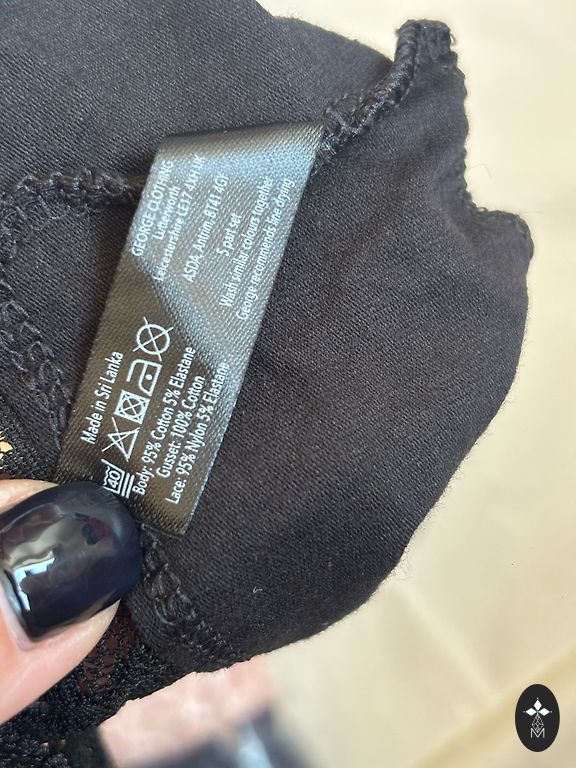 GEORGE CLOTHING
Lutterworth
Leicestershire LE17 4XH UK
ASDA, Antrim, BT41 4GY
5 part set
Wash similar colours together
George recommends line drying
Made in Sri Lanka
40
Body: 95% Cotton 5% Elastane
Gusset: 100% Cotton
Lace: 95% Nylon 5% Elastane